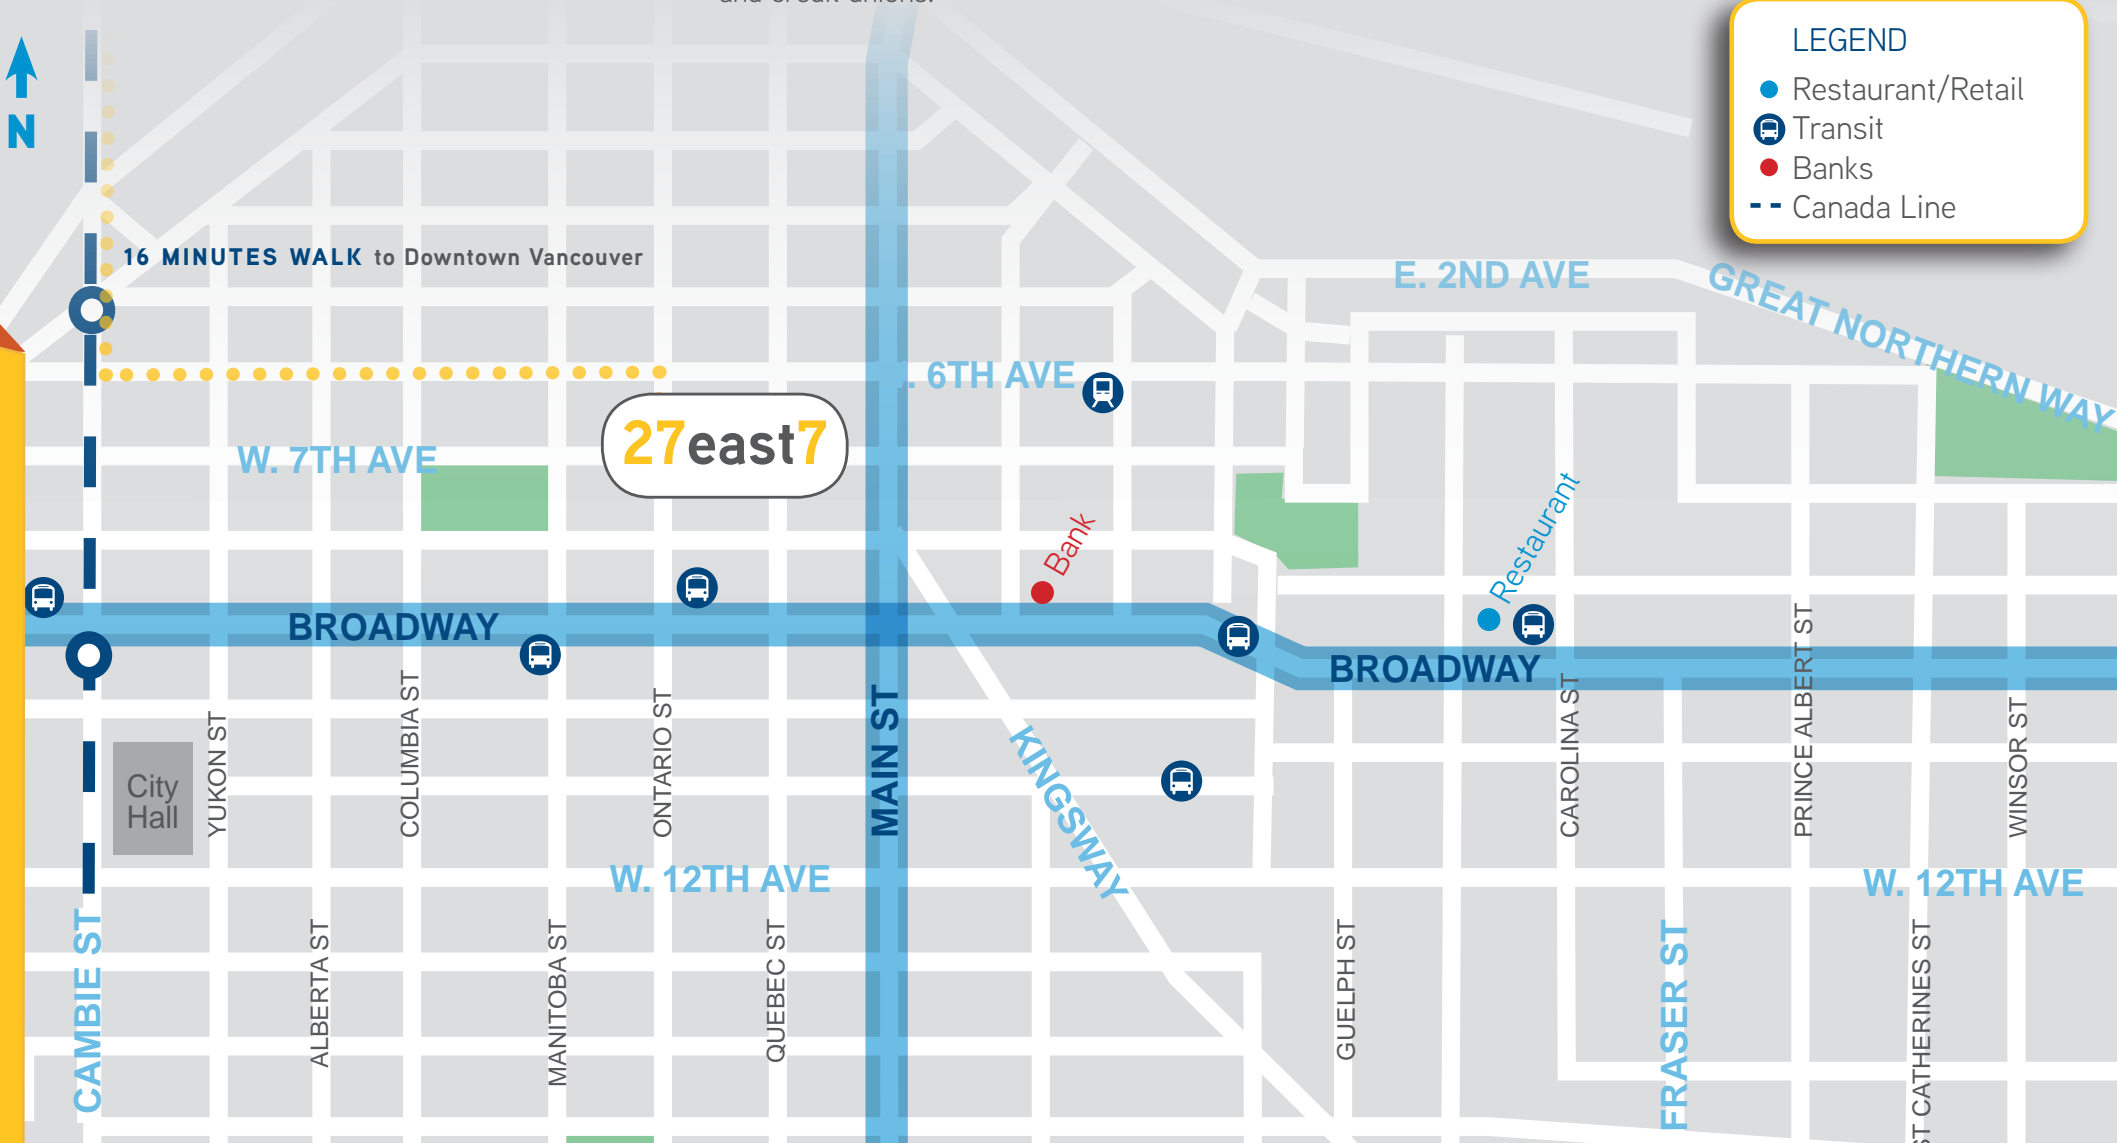 and credit unions.
LEGEND
Restaurant/Retail
Transit
Banks
Canada Line
N
16 MINUTES WALK to Downtown Vancouver
E. 2ND AVE
GREAT NORTHERN WAY
. 6TH AVE
W. 7TH AVE
27east7
Bank
Restaurant
BROADWAY
BROADWAY
City
Hall
YUKON ST
COLUMBIA ST
ONTARIO ST
MAIN ST
KINGSWAY
CAROLINA ST
PRINCE ALBERT ST
WINSOR ST
W. 12TH AVE
W. 12TH AVE
CAMBIE ST
ALBERTA ST
MANITOBA ST
QUEBEC ST
GUELPH ST
FRASER ST
ST CATHERINES ST